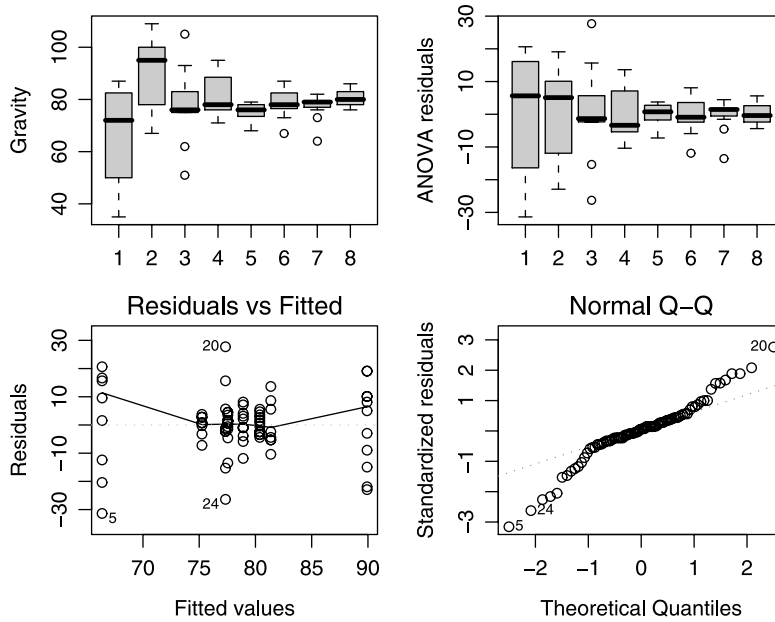 Gravity
40 60 80 100
1 2 3 4 5 6 7 8
ANOVA residuals
-30 -10 10 30
1 2 3 4 5 6 7 8
Residuals vs Fitted
Residuals
-30 -10 10 30
20
24
5
70 75 80 85 90
Fitted values
Normal Q−Q
Standardized residuals
-3 -1 1 2 3
20
24
5
−2 −1 0 1 2
Theoretical Quantiles